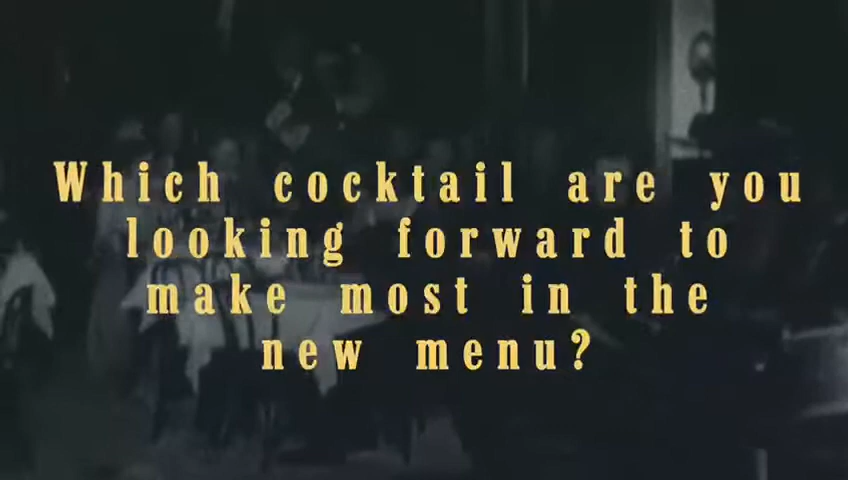 Which cocktail are you
looking forward to
make most in the
new menu?